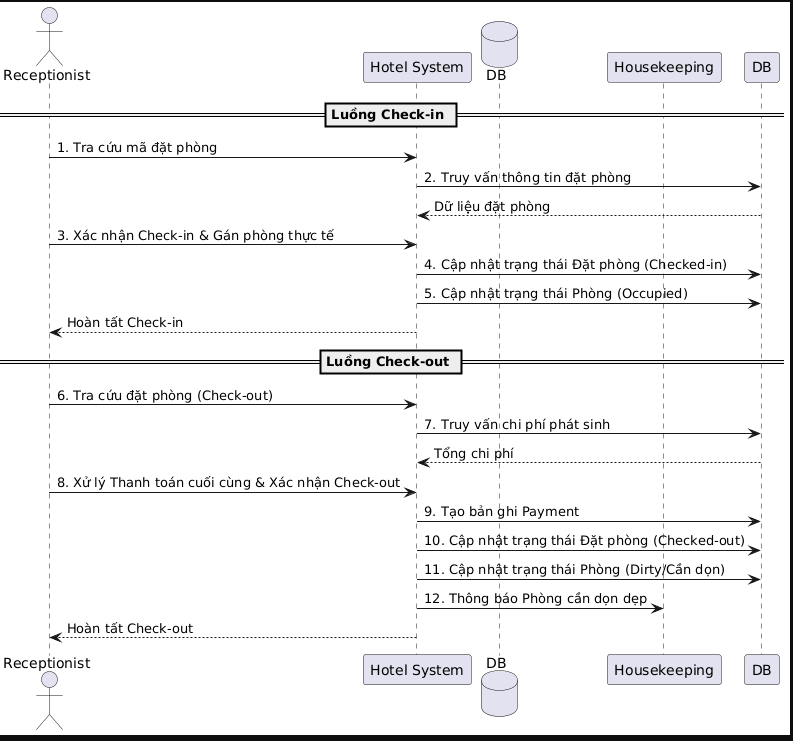 Receptionist
Hotel System
DB
Housekeeping
DB
Luồng Check-in
1. Tra cứu mã đặt phòng
2. Truy vấn thông tin đặt phòng
Dữ liệu đặt phòng
3. Xác nhận Check-in & Gán phòng thực tế
4. Cập nhật trạng thái Đặt phòng (Checked-in)
5. Cập nhật trạng thái Phòng (Occupied)
Hoàn tất Check-in
Luồng Check-out
6. Tra cứu đặt phòng (Check-out)
7. Truy vấn chi phí phát sinh
Tổng chi phí
8. Xử lý Thanh toán cuối cùng & Xác nhận Check-out
9. Tạo bản ghi Payment
10. Cập nhật trạng thái Đặt phòng (Checked-out)
11. Cập nhật trạng thái Phòng (Dirty/Cần dọn)
12. Thông báo Phòng cần dọn dẹp
Hoàn tất Check-out
Receptionist
Hotel System
DB
Housekeeping
DB